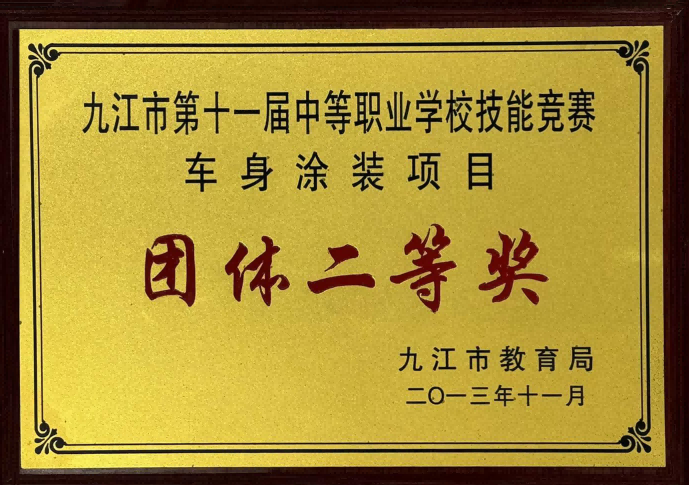 九江市第十一届中等职业学校技能竞赛
车身涂装项目
团体二等奖
九江市教育局
二〇一三年十一月